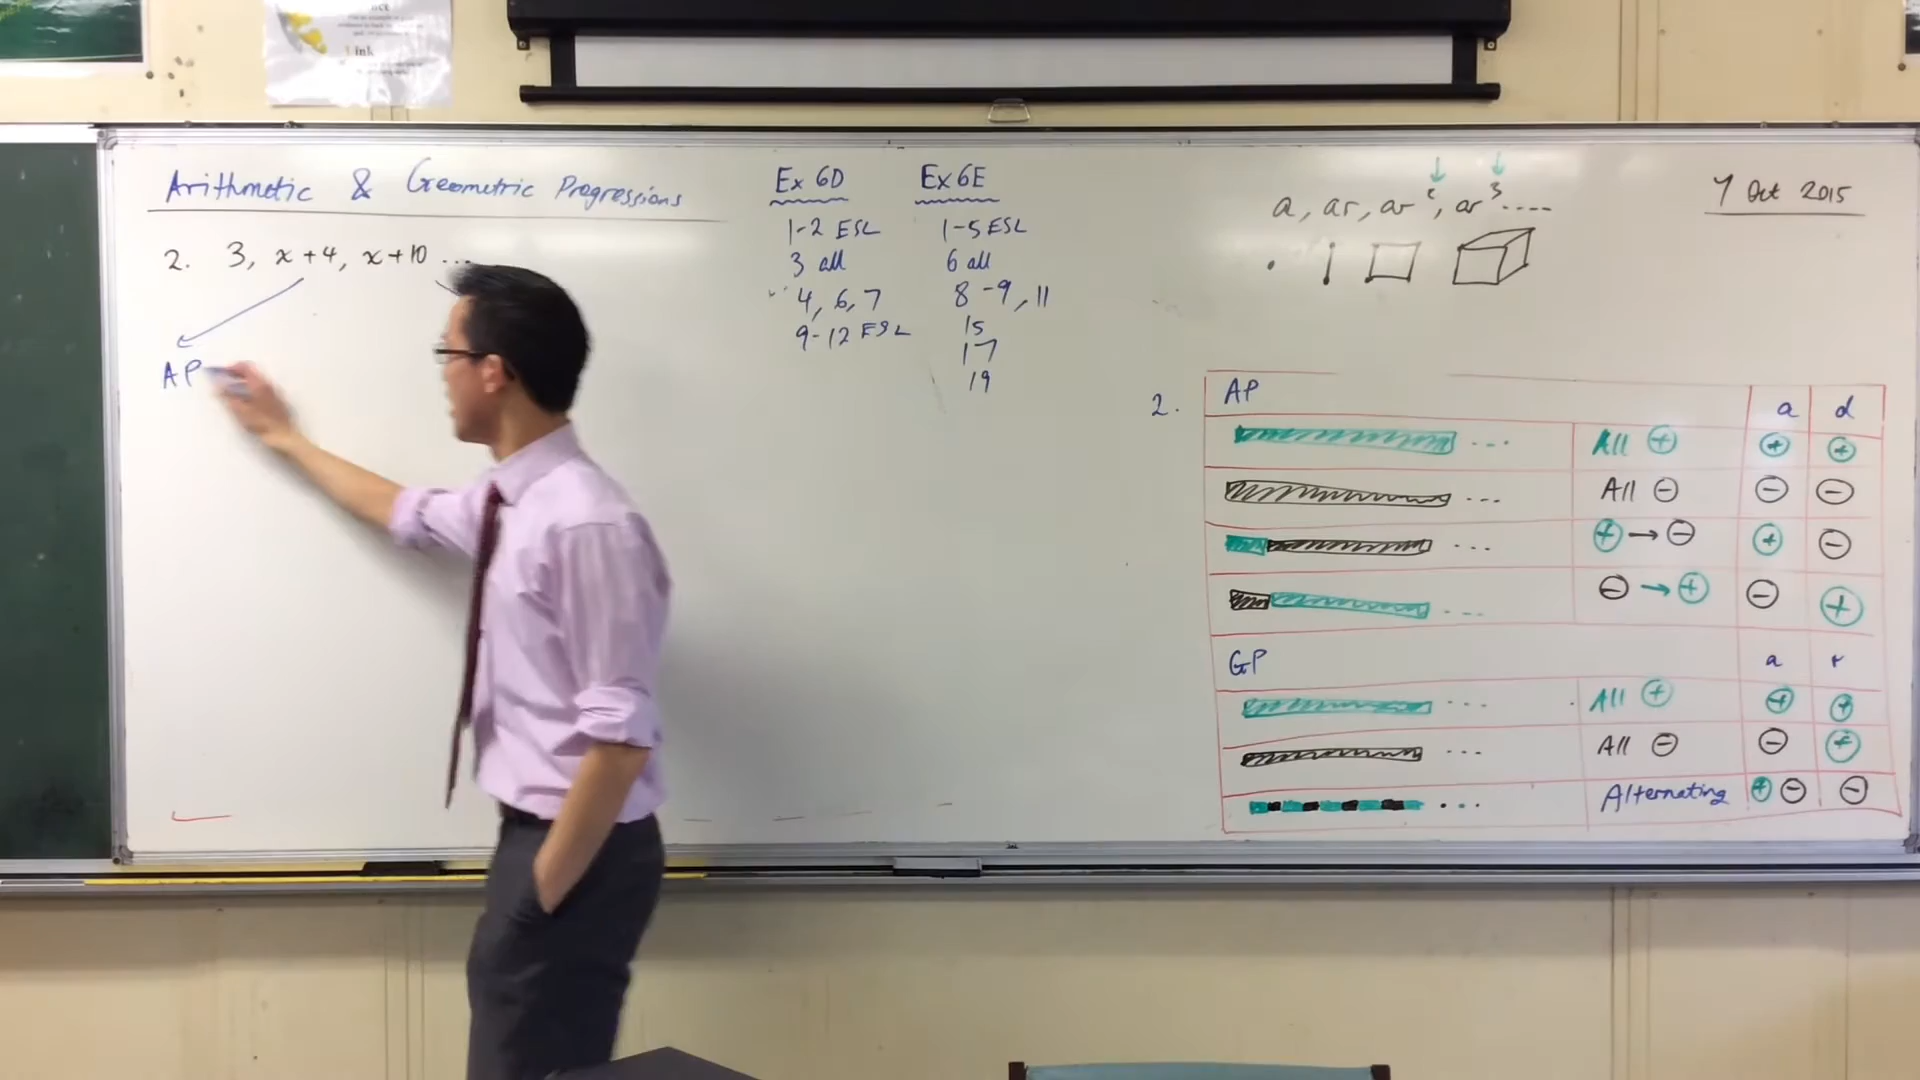 ink
Arithmetic & Geometric Progressions
2. 3, x+4, x+10 ...
AP
Ex 6D
1-2 ESL
3 all
4, 6, 7
9-12 ESL
Ex 6E
1-5 ESL
6 all
8-9, 11
15
17
19
a, ar, ar², ar³....
7 Oct 2015
2.
AP a d
... All + + +
... All - - -
... + → - + -
.... - → + - +
GP a r
... All + + +
... All - - +
... Alternating + - -